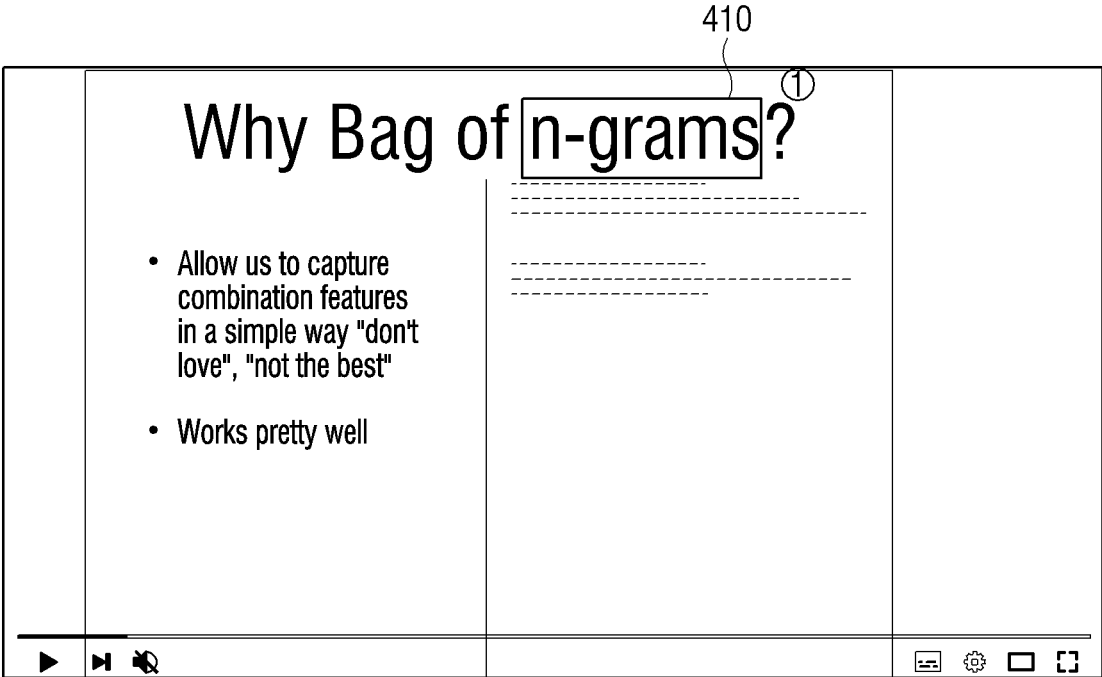 410
①
Why Bag of n-grams?
• Allow us to capture
combination features
in a simple way "don't
love", "not the best"
• Works pretty well